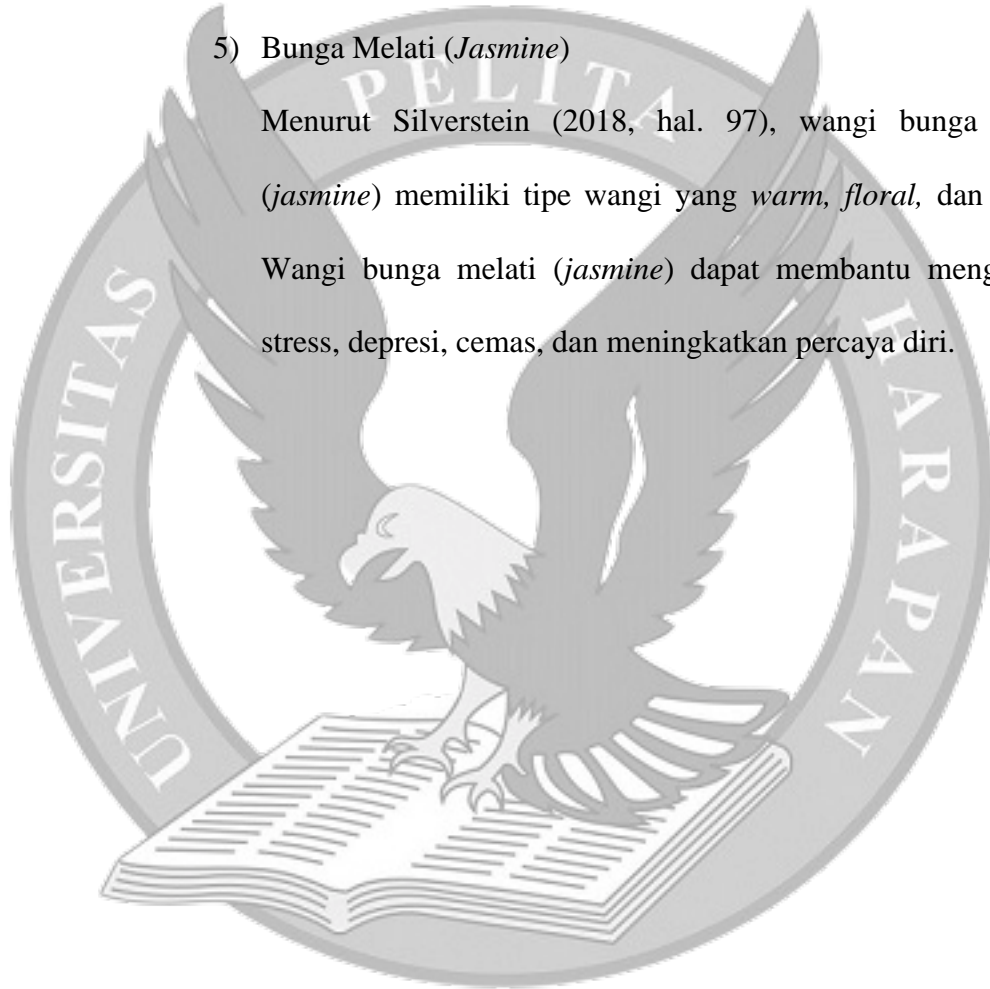 5) Bunga Melati (Jasmine)
Menurut Silverstein (2018, hal. 97), wangi bunga
(jasmine) memiliki tipe wangi yang warm, floral, dan
Wangi bunga melati (jasmine) dapat membantu meng
stress, depresi, cemas, dan meningkatkan percaya diri.
UNIVERSITAS PELITA HARAPAN